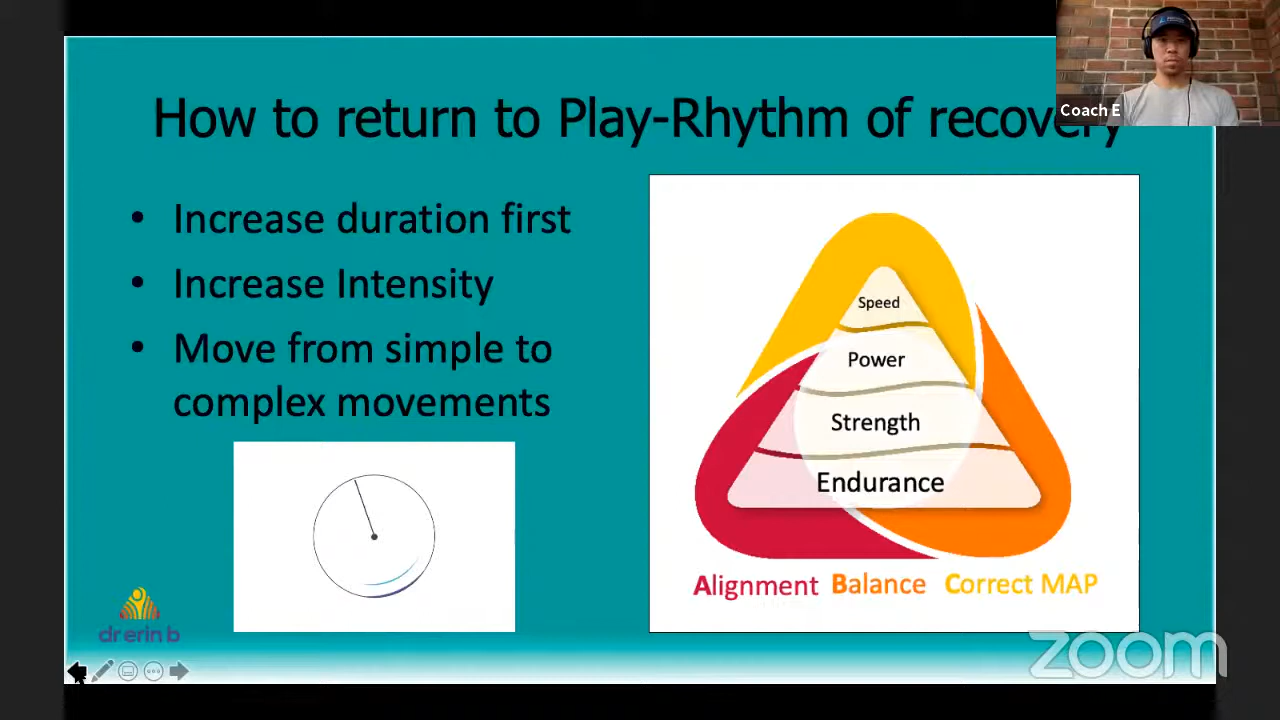 How to return to Play-Rhythm of recovery
Coach E
• Increase duration first
• Increase Intensity
• Move from simple to
complex movements
Speed
Power
Strength
Endurance
Alignment Balance Correct MAP
dr erin b
zoom